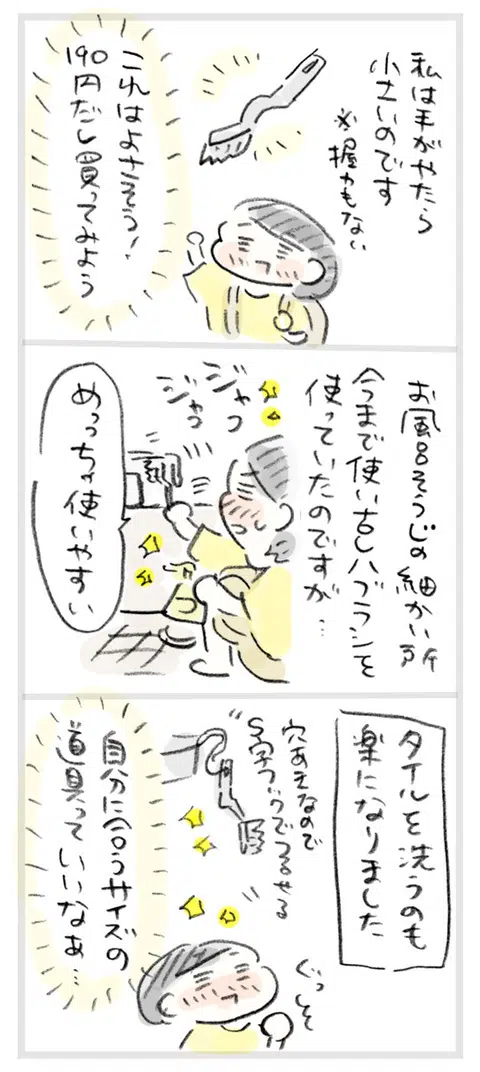 私は手がやたら
小さいのです
※握力もない
これはよさそう!
190円だし買ってみよう
お風呂そうじの細かい所
今まで使い古しハブラシを
使っていたのですが…
ジャコ
ジャコ
めっちゃ使いやすい
タイルを洗うのも
楽になりました
穴あきなので
S字フックでつるせる
ぐっしょ
自分に合うサイズの
道具っていいなぁ…